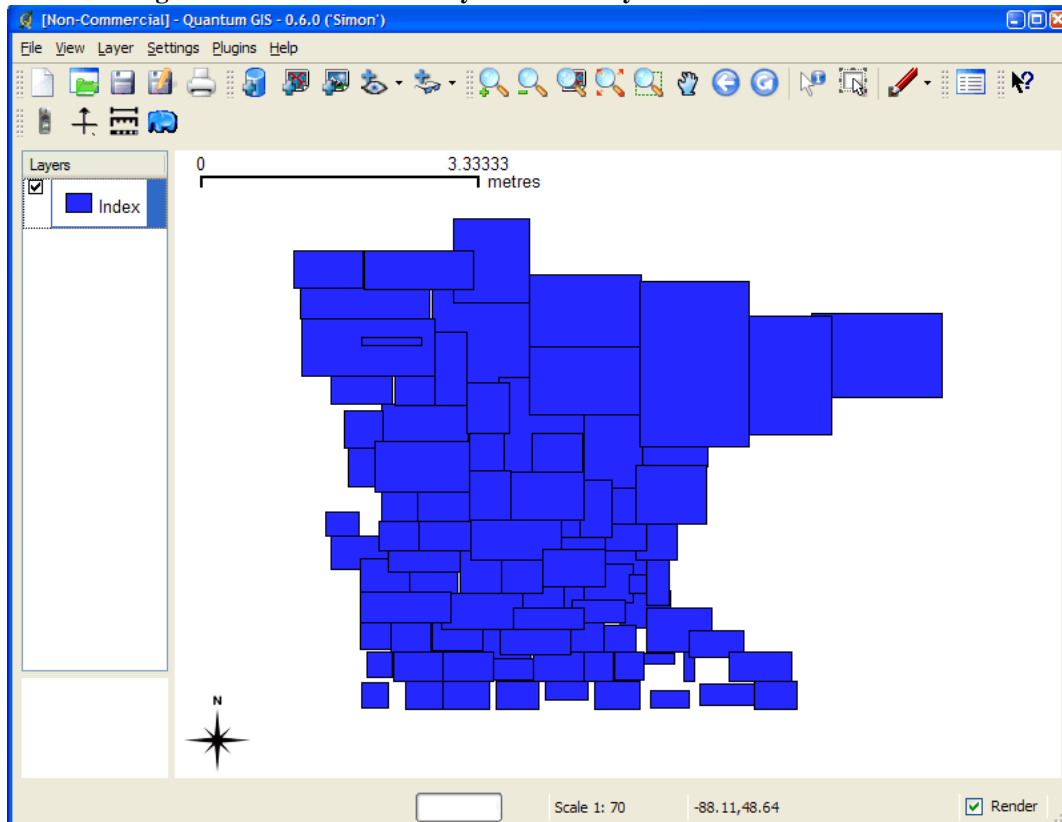 [Non-Commercial] - Quantum GIS - 0.6.0 ('Simon')
File View Layer Settings Plugins Help
Layers
Index
0 3.33333
metres
N
Scale 1: 70 -88.11,48.64 Render